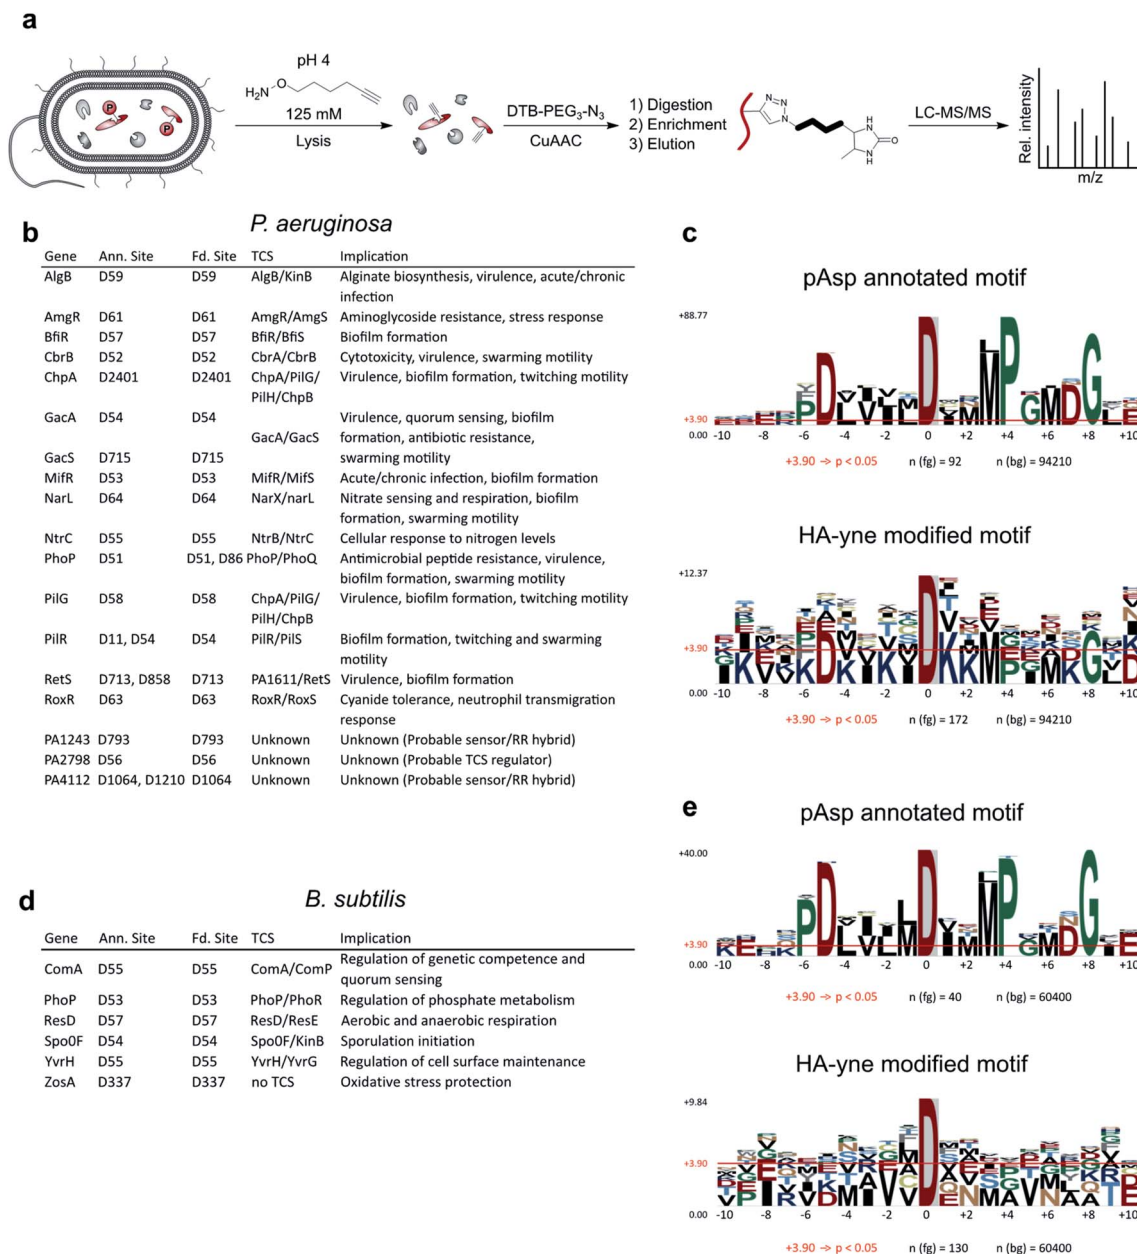 a
pH 4
H₂N
O
125 mM
Lysis
P
P
DTB-PEG₃-N₃
CuAAC
1) Digestion
2) Enrichment
3) Elution
N=N
N
H
N
O
N
H
LC-MS/MS
Rel. intensity
m/z
b
P. aeruginosa
Gene Ann. Site Fd. Site TCS Implication
AlgB D59 D59 AlgB/KinB Alginate biosynthesis, virulence, acute/chronic
infection
AmgR D61 D61 AmgR/AmgS Aminoglycoside resistance, stress response
BfiR D57 D57 BfiR/BfiS Biofilm formation
CbrB D52 D52 CbrA/CbrB Cytotoxicity, virulence, swarming motility
ChpA D2401 D2401 ChpA/PilG/ Virulence, biofilm formation, twitching motility
PilH/ChpB
GacA D54 D54 Virulence, quorum sensing, biofilm
GacA/GacS formation, antibiotic resistance,
GacS D715 D715 swarming motility
MifR D53 D53 MifR/MifS Acute/chronic infection, biofilm formation
NarL D64 D64 NarX/narL Nitrate sensing and respiration, biofilm
formation, swarming motility
NtrC D55 D55 NtrB/NtrC Cellular response to nitrogen levels
PhoP D51 D51, D86 PhoP/PhoQ Antimicrobial peptide resistance, virulence,
biofilm formation, swarming motility
PilG D58 D58 ChpA/PilG/ Virulence, biofilm formation, twitching motility
PilH/ChpB
PilR D11, D54 D54 PilR/PilS Biofilm formation, twitching and swarming
motility
RetS D713, D858 D713 PA1611/RetS Virulence, biofilm formation
RoxR D63 D63 RoxR/RoxS Cyanide tolerance, neutrophil transmigration
response
PA1243 D793 D793 Unknown Unknown (Probable sensor/RR hybrid)
PA2798 D56 D56 Unknown Unknown (Probable TCS regulator)
PA4112 D1064, D1210 D1064 Unknown Unknown (Probable sensor/RR hybrid)
c
pAsp annotated motif
+88.77
+3.90
0.00
-10 -8 -6 -4 -2 0 +2 +4 +6 +8 +10
+3.90 -> p < 0.05 n (fg) = 92 n (bg) = 94210
HA-yne modified motif
+12.37
+3.90
0.00
-10 -8 -6 -4 -2 0 +2 +4 +6 +8 +10
+3.90 -> p < 0.05 n (fg) = 172 n (bg) = 94210
d
B. subtilis
Gene Ann. Site Fd. Site TCS Implication
ComA D55 D55 ComA/ComP Regulation of genetic competence and
quorum sensing
PhoP D53 D53 PhoP/PhoR Regulation of phosphate metabolism
ResD D57 D57 ResD/ResE Aerobic and anaerobic respiration
Spo0F D54 D54 Spo0F/KinB Sporulation initiation
YvrH D55 D55 YvrH/YvrG Regulation of cell surface maintenance
ZosA D337 D337 no TCS Oxidative stress protection
e
pAsp annotated motif
+40.00
+3.90
0.00
-10 -8 -6 -4 -2 0 +2 +4 +6 +8 +10
+3.90 -> p < 0.05 n (fg) = 40 n (bg) = 60400
HA-yne modified motif
+9.84
+3.90
0.00
-10 -8 -6 -4 -2 0 +2 +4 +6 +8 +10
+3.90 -> p < 0.05 n (fg) = 130 n (bg) = 60400